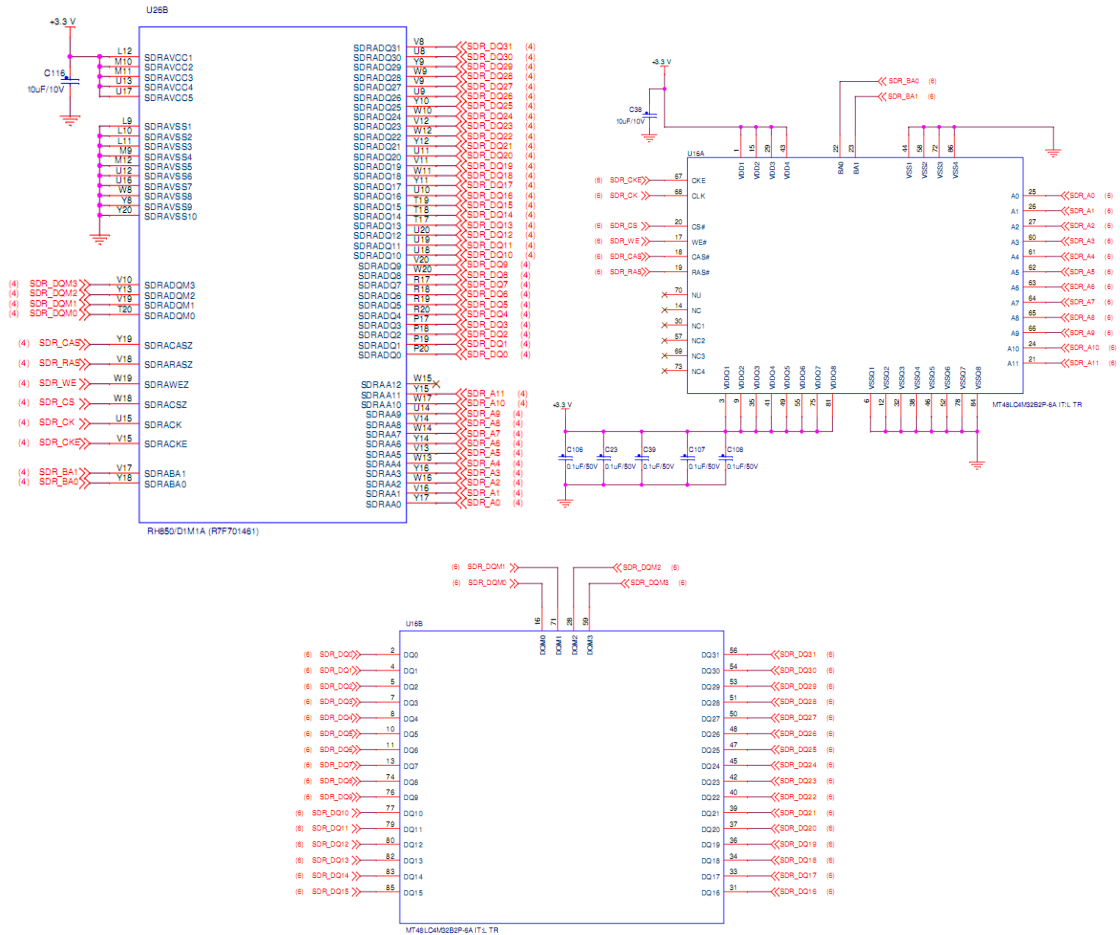 U26B
+3.3 V
C116
10uF/10V
L12 SDRAVCC1
M10 SDRAVCC2
M11 SDRAVCC3
U13 SDRAVCC4
U17 SDRAVCC5
L9 SDRAVSS1
L10 SDRAVSS2
L11 SDRAVSS3
M9 SDRAVSS4
M12 SDRAVSS5
U12 SDRAVSS6
U16 SDRAVSS7
W8 SDRAVSS8
Y8 SDRAVSS9
Y20 SDRAVSS10
(4) SDR_DQM3 V10 SDRADQM3
(4) SDR_DQM2 Y13 SDRADQM2
(4) SDR_DQM1 V19 SDRADQM1
(4) SDR_DQM0 T20 SDRADQM0
(4) SDR_CAS Y19 SDRACASZ
(4) SDR_RAS V18 SDRARASZ
(4) SDR_WE W19 SDRAWEZ
(4) SDR_CS W18 SDRACSZ
(4) SDR_CK U15 SDRACK
(4) SDR_CKE V15 SDRACKE
(4) SDR_BA1 V17 SDRABA1
(4) SDR_BA0 Y18 SDRABA0
SDRADQ31 V8 SDR_DQ31 (4)
SDRADQ30 U8 SDR_DQ30 (4)
SDRADQ29 Y9 SDR_DQ29 (4)
SDRADQ28 W9 SDR_DQ28 (4)
SDRADQ27 V9 SDR_DQ27 (4)
SDRADQ26 U9 SDR_DQ26 (4)
SDRADQ25 Y10 SDR_DQ25 (4)
SDRADQ24 W10 SDR_DQ24 (4)
SDRADQ23 V12 SDR_DQ23 (4)
SDRADQ22 W12 SDR_DQ22 (4)
SDRADQ21 Y12 SDR_DQ21 (4)
SDRADQ20 U11 SDR_DQ20 (4)
SDRADQ19 V11 SDR_DQ19 (4)
SDRADQ18 W11 SDR_DQ18 (4)
SDRADQ17 Y11 SDR_DQ17 (4)
SDRADQ16 U10 SDR_DQ16 (4)
SDRADQ15 T19 SDR_DQ15 (4)
SDRADQ14 T18 SDR_DQ14 (4)
SDRADQ13 T17 SDR_DQ13 (4)
SDRADQ12 U20 SDR_DQ12 (4)
SDRADQ11 U19 SDR_DQ11 (4)
SDRADQ10 U18 SDR_DQ10 (4)
SDRADQ9 V20 SDR_DQ9 (4)
SDRADQ8 W20 SDR_DQ8 (4)
SDRADQ7 R17 SDR_DQ7 (4)
SDRADQ6 R18 SDR_DQ6 (4)
SDRADQ5 R19 SDR_DQ5 (4)
SDRADQ4 R20 SDR_DQ4 (4)
SDRADQ3 P17 SDR_DQ3 (4)
SDRADQ2 P18 SDR_DQ2 (4)
SDRADQ1 P19 SDR_DQ1 (4)
SDRADQ0 P20 SDR_DQ0 (4)
SDRAA12 W15
SDRAA11 Y15 SDR_A11 (4)
SDRAA10 W17 SDR_A10 (4)
SDRAA9 U14 SDR_A9 (4)
SDRAA8 V14 SDR_A8 (4)
SDRAA7 W14 SDR_A7 (4)
SDRAA6 Y14 SDR_A6 (4)
SDRAA5 V13 SDR_A5 (4)
SDRAA4 W13 SDR_A4 (4)
SDRAA3 Y16 SDR_A3 (4)
SDRAA2 W16 SDR_A2 (4)
SDRAA1 V16 SDR_A1 (4)
SDRAA0 Y17 SDR_A0 (4)
RH850/D1M1A (R7F701461)
+3.3 V
C38
10uF/10V
SDR_BA0 (6)
SDR_BA1 (6)
U16A
1 15 29 43 22 23 44 58 72 86
VDD1 VDD2 VDD3 VDD4 BA0 BA1 VSS1 VSS2 VSS3 VSS4
(6) SDR_CKE 67 CKE
(6) SDR_CK 68 CLK
(6) SDR_CS 20 CS#
(6) SDR_WE 17 WE#
(6) SDR_CAS 18 CAS#
(6) SDR_RAS 19 RAS#
70 NU
14 NC
30 NC1
57 NC2
69 NC3
73 NC4
A0 25 SDR_A0 (6)
A1 26 SDR_A1 (6)
A2 27 SDR_A2 (6)
A3 60 SDR_A3 (6)
A4 61 SDR_A4 (6)
A5 62 SDR_A5 (6)
A6 63 SDR_A6 (6)
A7 64 SDR_A7 (6)
A8 65 SDR_A8 (6)
A9 66 SDR_A9 (6)
A10 24 SDR_A10 (6)
A11 21 SDR_A11 (6)
VDDQ1 VDDQ2 VDDQ3 VDDQ4 VDDQ5 VDDQ6 VDDQ7 VDDQ8 VSSQ1 VSSQ2 VSSQ3 VSSQ4 VSSQ5 VSSQ6 VSSQ7 VSSQ8
3 9 35 41 49 55 75 81 6 12 32 38 46 52 78 84
MT48LC4M32B2P-6A IT:L TR
+3.3 V
C106 C23 C39 C107 C108
0.1uF/50V 0.1uF/50V 0.1uF/50V 0.1uF/50V 0.1uF/50V
(6) SDR_DQM1 SDR_DQM2 (6)
(6) SDR_DQM0 SDR_DQM3 (6)
U16B
16 71 28 59
DQM0 DQM1 DQM2 DQM3
(6) SDR_DQ0 2 DQ0 DQ31 56 SDR_DQ31 (6)
(6) SDR_DQ1 4 DQ1 DQ30 54 SDR_DQ30 (6)
(6) SDR_DQ2 5 DQ2 DQ29 53 SDR_DQ29 (6)
(6) SDR_DQ3 7 DQ3 DQ28 51 SDR_DQ28 (6)
(6) SDR_DQ4 8 DQ4 DQ27 50 SDR_DQ27 (6)
(6) SDR_DQ5 10 DQ5 DQ26 48 SDR_DQ26 (6)
(6) SDR_DQ6 11 DQ6 DQ25 47 SDR_DQ25 (6)
(6) SDR_DQ7 13 DQ7 DQ24 45 SDR_DQ24 (6)
(6) SDR_DQ8 74 DQ8 DQ23 42 SDR_DQ23 (6)
(6) SDR_DQ9 76 DQ9 DQ22 40 SDR_DQ22 (6)
(6) SDR_DQ10 77 DQ10 DQ21 39 SDR_DQ21 (6)
(6) SDR_DQ11 79 DQ11 DQ20 37 SDR_DQ20 (6)
(6) SDR_DQ12 80 DQ12 DQ19 36 SDR_DQ19 (6)
(6) SDR_DQ13 82 DQ13 DQ18 34 SDR_DQ18 (6)
(6) SDR_DQ14 83 DQ14 DQ17 33 SDR_DQ17 (6)
(6) SDR_DQ15 85 DQ15 DQ16 31 SDR_DQ16 (6)
MT48LC4M32B2P-6A IT:L TR